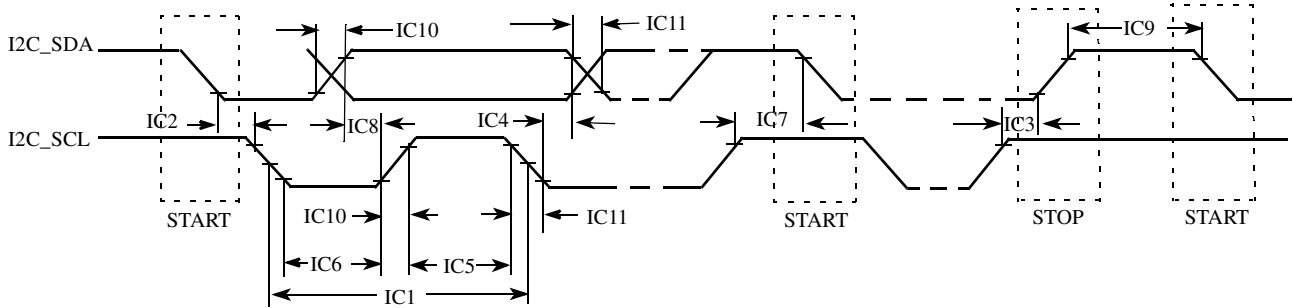 IC10
IC11
IC9
I2C_SDA
IC2
IC8
IC4
IC7
IC3
I2C_SCL
START
IC10
IC11
START
STOP
START
IC6
IC5
IC1